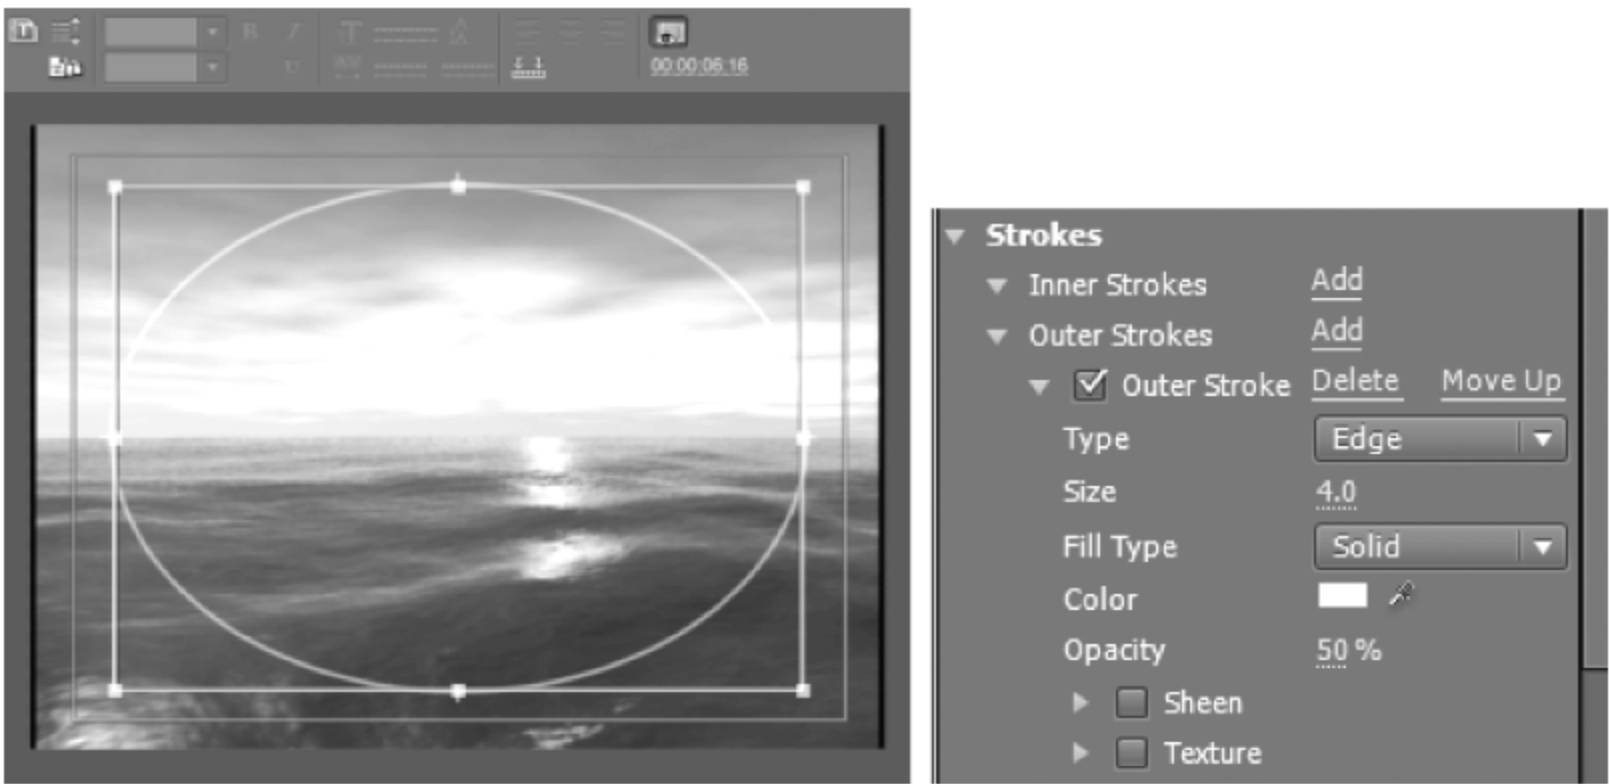 T B I T A
U
00:00:06:16
Strokes
Inner Strokes Add
Outer Strokes Add
Outer Stroke Delete Move Up
Type Edge
Size 4.0
Fill Type Solid
Color
Opacity 50 %
Sheen
Texture